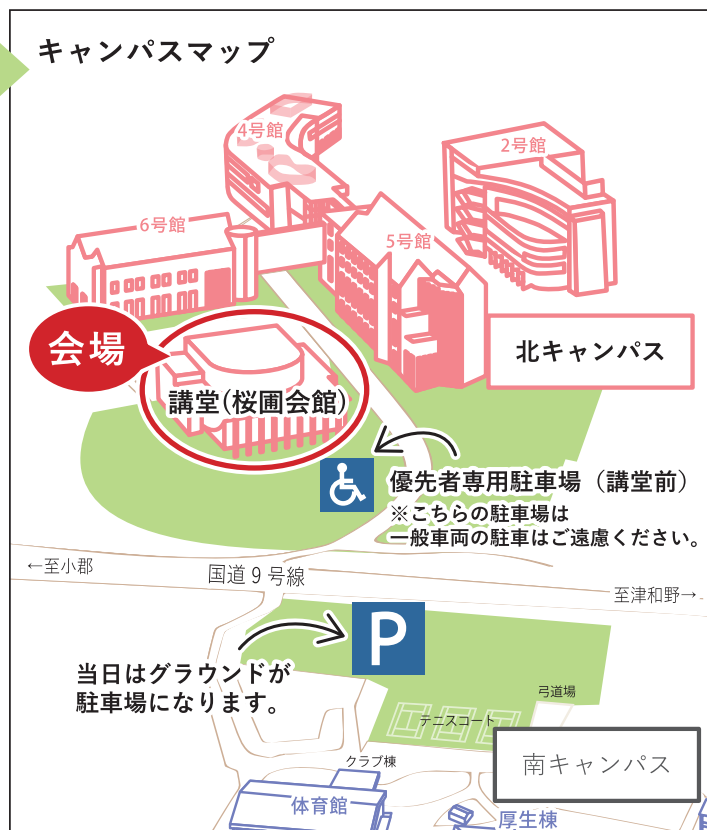 キャンパスマップ
4号館
2号館
6号館
5号館
会場
北キャンパス
講堂(桜圃会館)
優先者専用駐車場（講堂前）
※こちらの駐車場は
一般車両の駐車はご遠慮ください。
←至小郡
国道9号線
至津和野→
P
当日はグラウンドが
駐車場になります。
弓道場
テニスコート
南キャンパス
クラブ棟
体育館
厚生棟